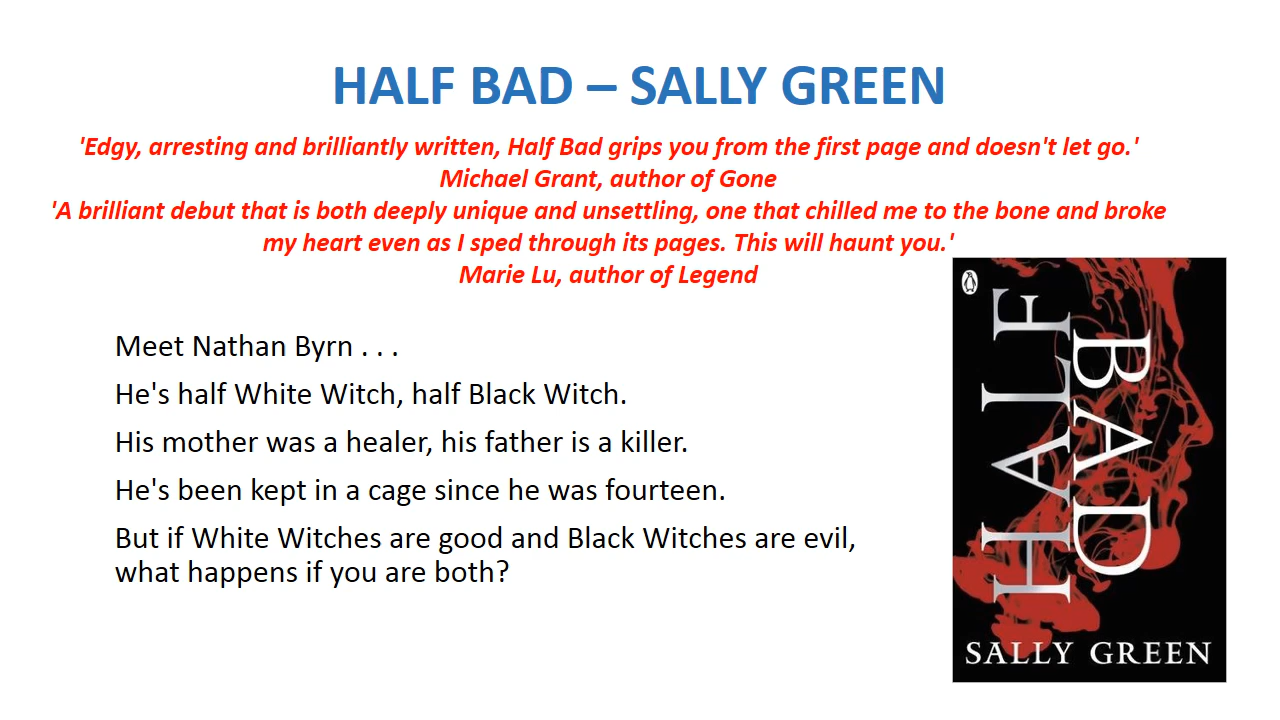 HALF BAD – SALLY GREEN
'Edgy, arresting and brilliantly written, Half Bad grips you from the first page and doesn't let go.'
Michael Grant, author of Gone
'A brilliant debut that is both deeply unique and unsettling, one that chilled me to the bone and broke
my heart even as I sped through its pages. This will haunt you.'
Marie Lu, author of Legend
Meet Nathan Byrn . . .
He's half White Witch, half Black Witch.
His mother was a healer, his father is a killer.
He's been kept in a cage since he was fourteen.
But if White Witches are good and Black Witches are evil,
what happens if you are both?
HALF
BAD
SALLY GREEN